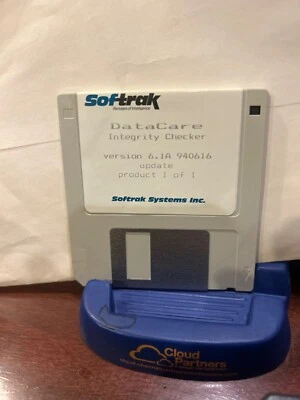 Softrak
DataCare
Integrity Checker
version 6.1A 940616
update
product 1 of 1
Softrak Systems Inc.
Cloud
Partners